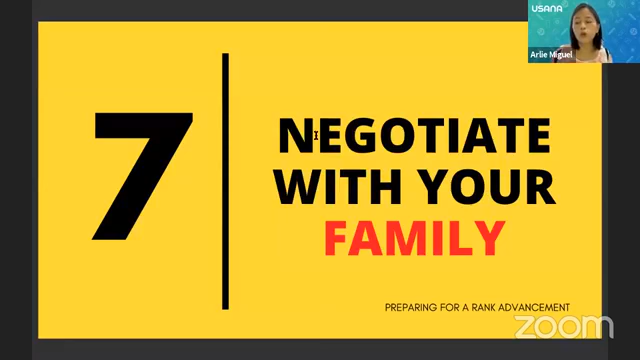 USANA
Arlie Miguel
7
NEGOTIATE
WITH YOUR
FAMILY
PREPARING FOR A RANK ADVANCEMENT
zoom